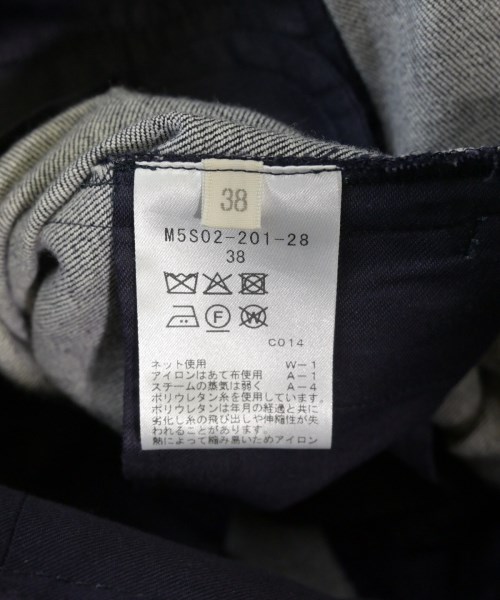 38
M5S02-201-28
38
F W
C014
ネット使用 W-1
アイロンはあて布使用 A-1
スチームの蒸気は弱く A-4
ポリウレタン糸を使用しています。
ポリウレタンは年月の経過と共に
劣化し糸の飛び出しや伸縮性が失
われることがあります。
熱によって縮み易いためアイロン